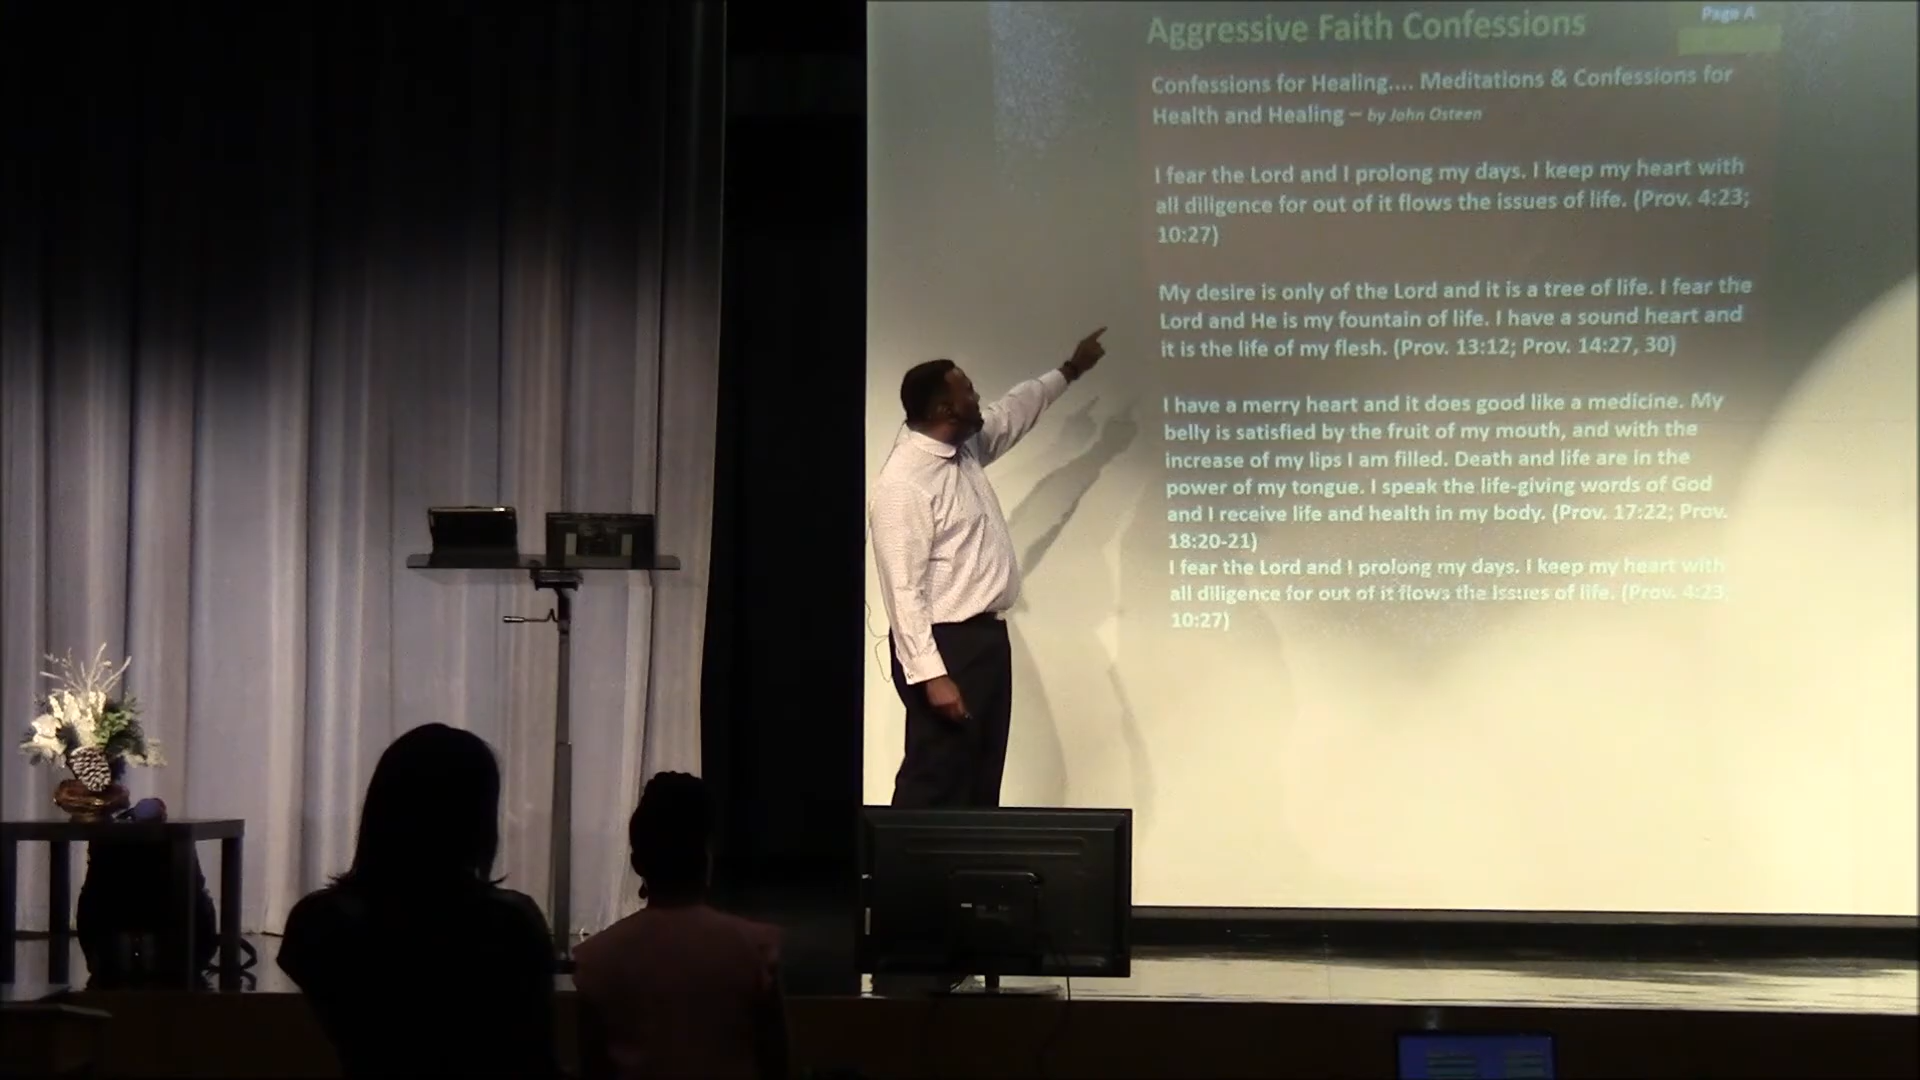 Aggressive Faith Confessions
Page A
Confessions for Healing.... Meditations & Confessions for
Health and Healing – by John Osteen
I fear the Lord and I prolong my days. I keep my heart with
all diligence for out of it flows the issues of life. (Prov. 4:23;
10:27)
My desire is only of the Lord and it is a tree of life. I fear the
Lord and He is my fountain of life. I have a sound heart and
it is the life of my flesh. (Prov. 13:12; Prov. 14:27, 30)
I have a merry heart and it does good like a medicine. My
belly is satisfied by the fruit of my mouth, and with the
increase of my lips I am filled. Death and life are in the
power of my tongue. I speak the life-giving words of God
and I receive life and health in my body. (Prov. 17:22; Prov.
18:20-21)
I fear the Lord and I prolong my days. I keep my heart with
all diligence for out of it flows the issues of life. (Prov. 4:23;
10:27)